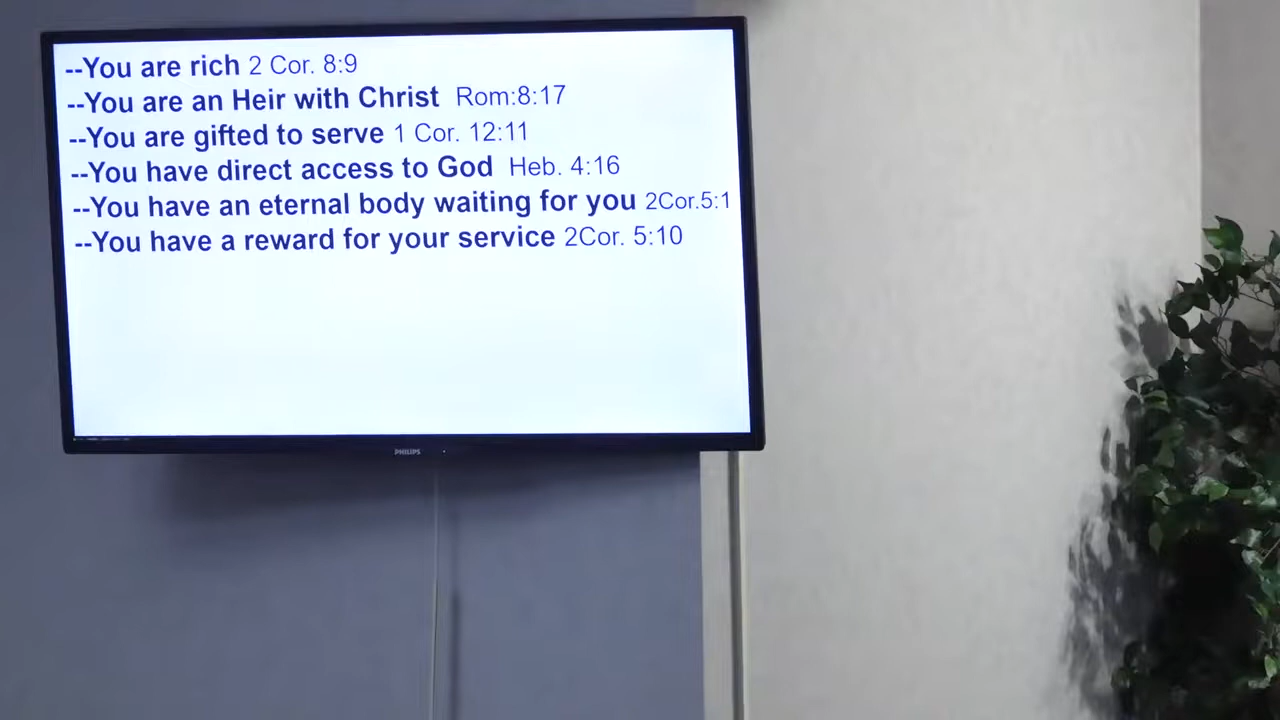 --You are rich 2 Cor. 8:9
--You are an Heir with Christ Rom:8:17
--You are gifted to serve 1 Cor. 12:11
--You have direct access to God Heb. 4:16
--You have an eternal body waiting for you 2Cor.5:1
--You have a reward for your service 2Cor. 5:10
PHILIPS